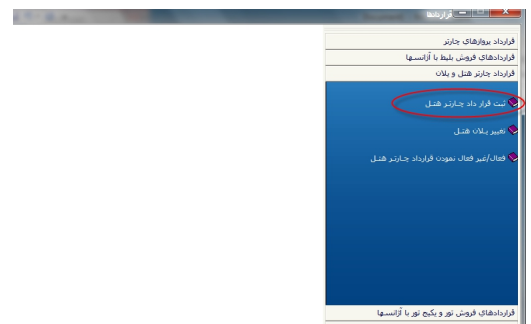 قراردادها
قرارداد پروازهای چارتر
قراردادهای فروش بلیط با آژانسها
قرارداد چارتر هتل و پلان
ثبت قرار داد چارتر هتل
تغییر پلان هتل
فعال/غیر فعال نمودن قرارداد چارتر هتل
قراردادهای فروش تور و پکیج تور با آژانسها